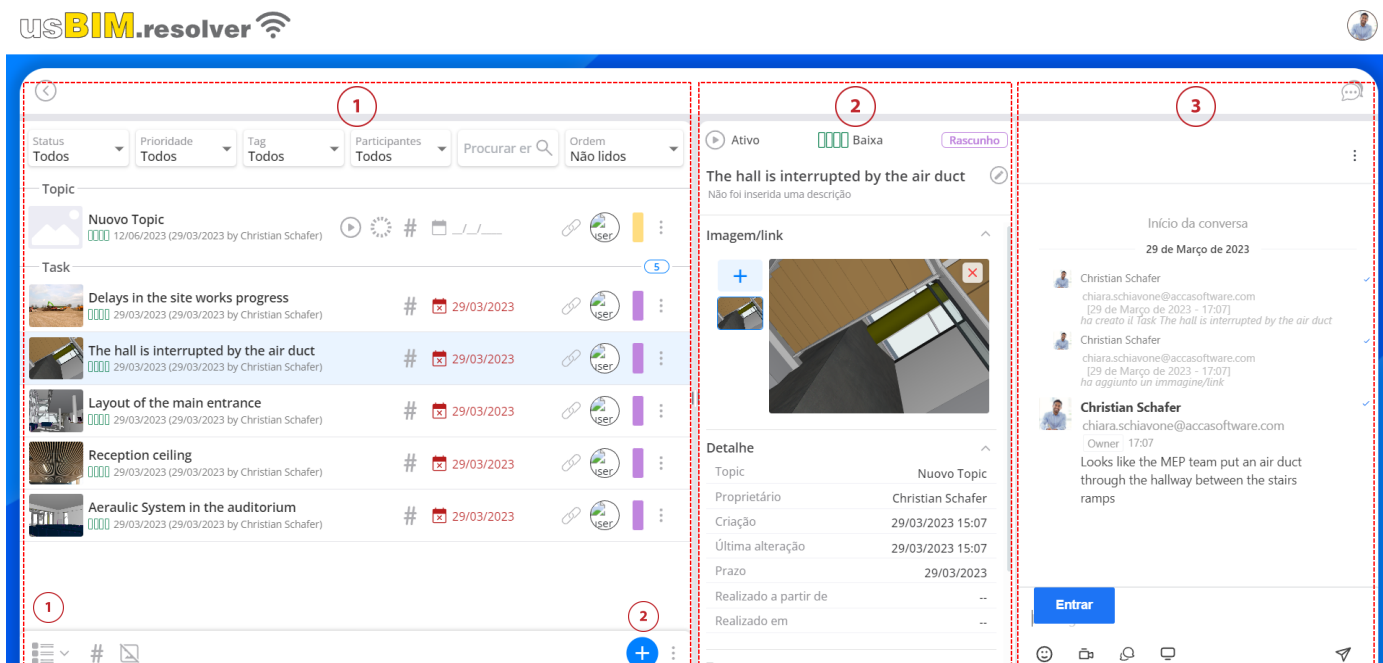 usBIM.resolver
1
2
3
Status
Todos
Prioridade
Todos
Tag
Todos
Participantes
Todos
Procurar er
Ordem
Não lidos
Topic
Nuovo Topic
12/06/2023 (29/03/2023 by Christian Schafer)
#
_/_/__
user
Task
5
Delays in the site works progress
29/03/2023 (29/03/2023 by Christian Schafer)
#
29/03/2023
user
The hall is interrupted by the air duct
29/03/2023 (29/03/2023 by Christian Schafer)
#
29/03/2023
user
Layout of the main entrance
29/03/2023 (29/03/2023 by Christian Schafer)
#
29/03/2023
user
Reception ceiling
29/03/2023 (29/03/2023 by Christian Schafer)
#
29/03/2023
user
Aeraulic System in the auditorium
29/03/2023 (29/03/2023 by Christian Schafer)
#
29/03/2023
user
1
2
#
+
Ativo
Baixa
Rascunho
The hall is interrupted by the air duct
Não foi inserida uma descrição
Imagem/link
+
Detalhe
Topic Nuovo Topic
Proprietário Christian Schafer
Criação 29/03/2023 15:07
Última alteração 29/03/2023 15:07
Prazo 29/03/2023
Realizado a partir de --
Realizado em --
Início da conversa
29 de Março de 2023
Christian Schafer
chiara.schiavone@accasoftware.com
[29 de Março de 2023 - 17:07]
ha creato il Task The hall is interrupted by the air duct
Christian Schafer
chiara.schiavone@accasoftware.com
[29 de Março de 2023 - 17:07]
ha aggiunto un immagine/link
Christian Schafer
chiara.schiavone@accasoftware.com
Owner 17:07
Looks like the MEP team put an air duct
through the hallway between the stairs
ramps
Entrar